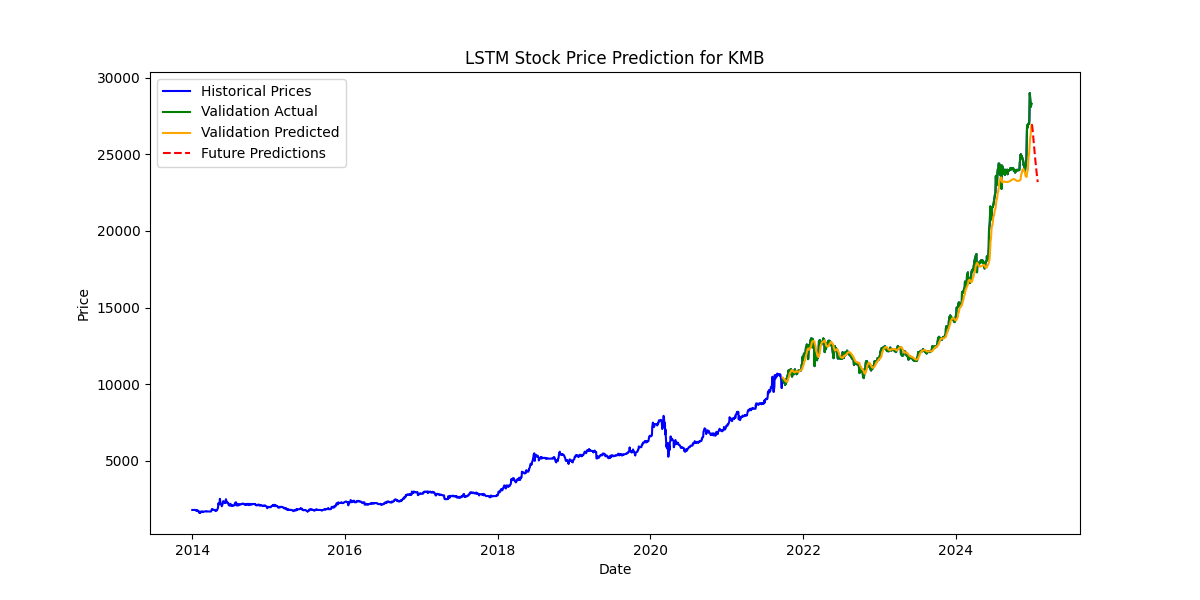 LSTM Stock Price Prediction for KMB
Historical Prices
Validation Actual
Validation Predicted
Future Predictions
30000
25000
20000
15000
10000
5000
Price
2014 2016 2018 2020 2022 2024
Date